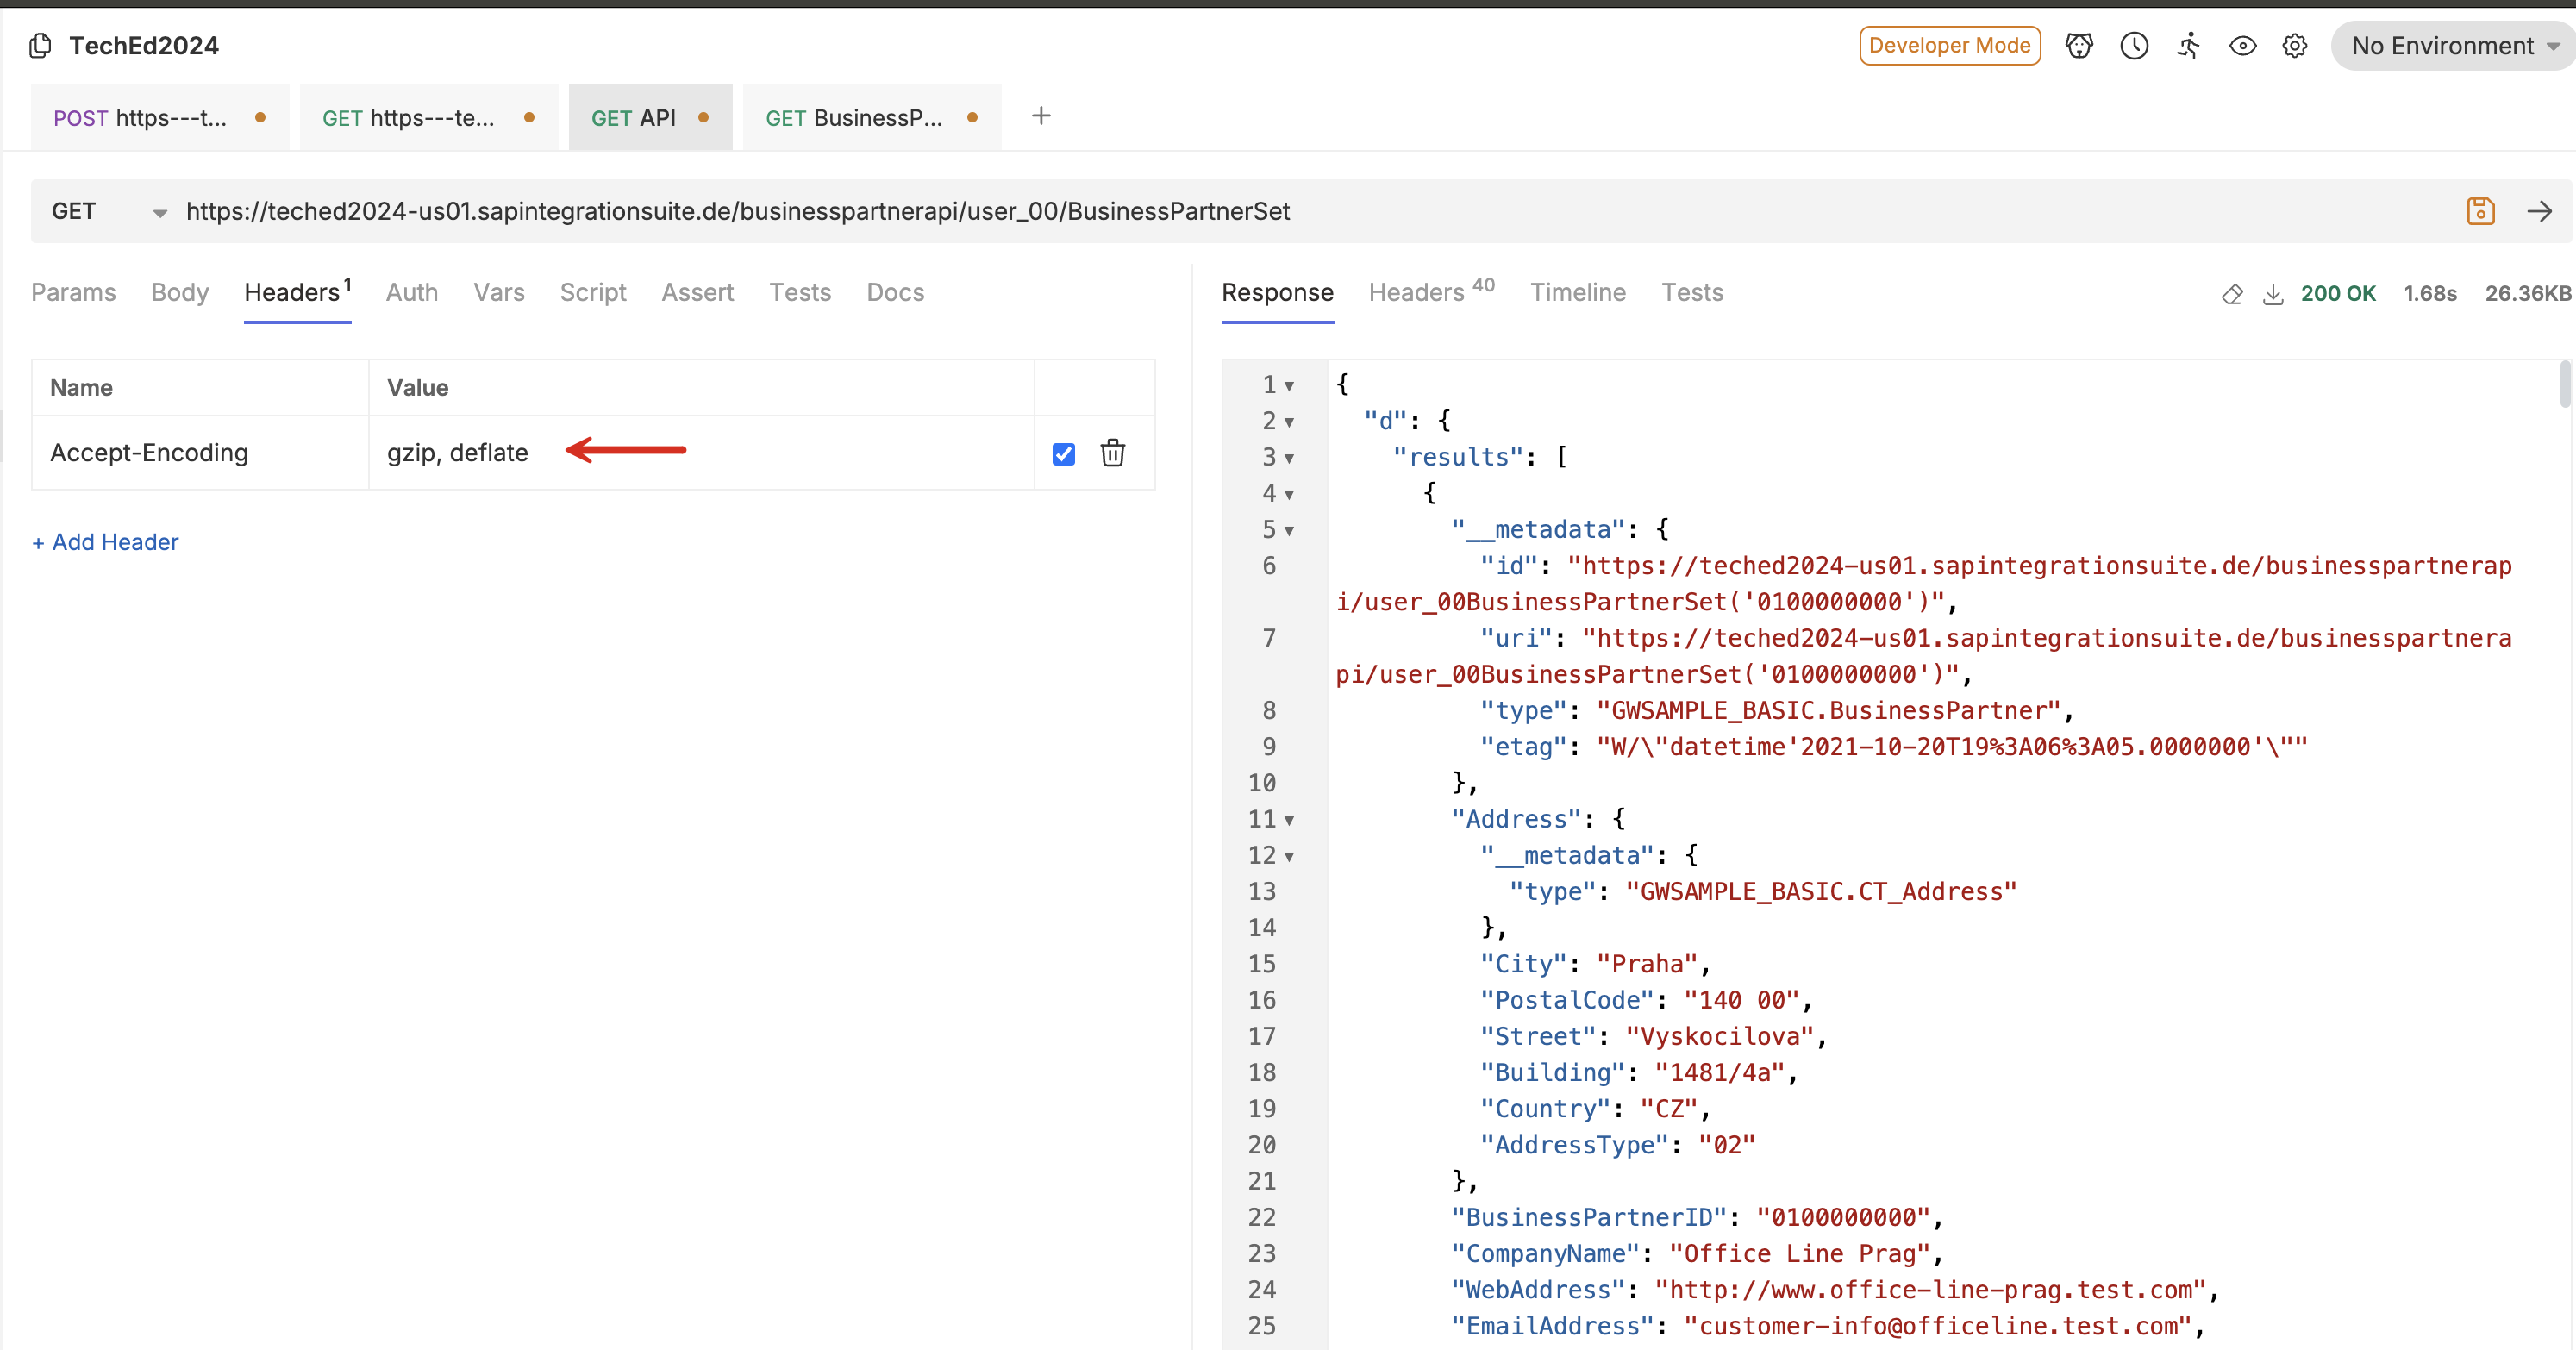 TechEd2024
Developer Mode
No Environment
POST https---t...
GET https---te...
GET API
GET BusinessP...
+
GET https://teched2024-us01.sapintegrationsuite.de/businesspartnerapi/user_00/BusinessPartnerSet
Params Body Headers 1 Auth Vars Script Assert Tests Docs
Name Value
Accept-Encoding gzip, deflate
+ Add Header
Response Headers 40 Timeline Tests 200 OK 1.68s 26.36KB
1 {
2 "d": {
3 "results": [
4 {
5 "__metadata": {
6 "id": "https://teched2024-us01.sapintegrationsuite.de/businesspartnerap
i/user_00BusinessPartnerSet('0100000000')",
7 "uri": "https://teched2024-us01.sapintegrationsuite.de/businesspartnera
pi/user_00BusinessPartnerSet('0100000000')",
8 "type": "GWSAMPLE_BASIC.BusinessPartner",
9 "etag": "W/\"datetime'2021-10-20T19%3A06%3A05.0000000'\""
10 },
11 "Address": {
12 "__metadata": {
13 "type": "GWSAMPLE_BASIC.CT_Address"
14 },
15 "City": "Praha",
16 "PostalCode": "140 00",
17 "Street": "Vyskocilova",
18 "Building": "1481/4a",
19 "Country": "CZ",
20 "AddressType": "02"
21 },
22 "BusinessPartnerID": "0100000000",
23 "CompanyName": "Office Line Prag",
24 "WebAddress": "http://www.office-line-prag.test.com",
25 "EmailAddress": "customer-info@officeline.test.com",